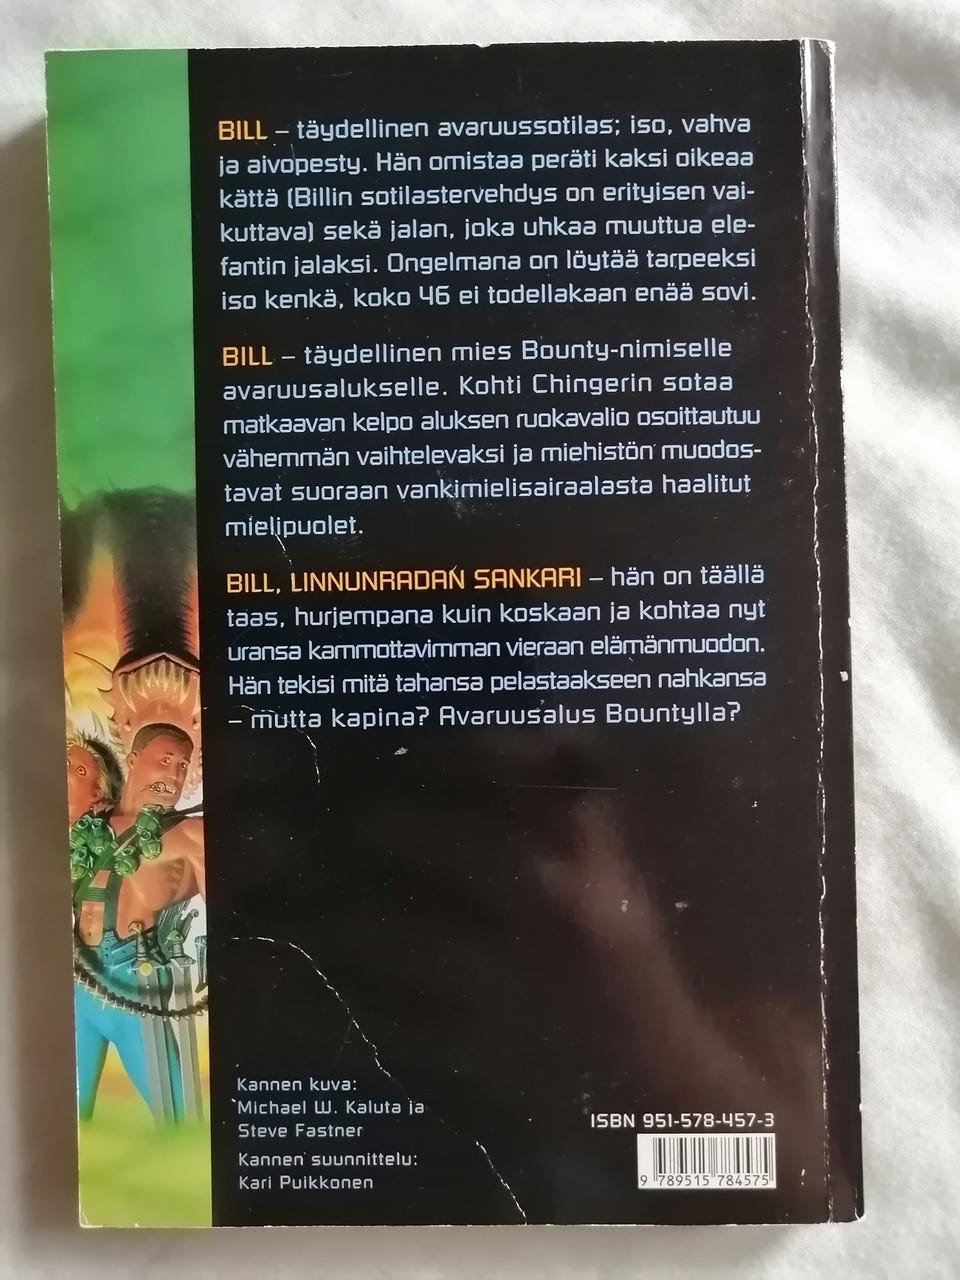 BILL – täydellinen avaruussotilas; iso, vahva
ja aivopesty. Hän omistaa peräti kaksi oikeaa
kättä (Billin sotilastervehdys on erityisen vai-
kuttava) sekä jalan, joka uhkaa muuttua ele-
fantin jalaksi. Ongelmana on löytää tarpeeksi
iso kenkä, koko 46 ei todellakaan enää sovi.
BILL – täydellinen mies Bounty-nimiselle
avaruusalukselle. Kohti Chingerin sotaa
matkaavan kelpo aluksen ruokavalio osoittautuu
vähemmän vaihtelevaksi ja miehistön muodos-
tavat suoraan vankimielisairaalasta haalitut
mielipuolet.
BILL, LINNUNRADAN SANKARI – hän on täällä
taas, hurjempana kuin koskaan ja kohtaa nyt
uransa kammottavimman vieraan elämänmuodon.
Hän tekisi mitä tahansa pelastaakseen nahkansa
– mutta kapina? Avaruusalus Bountylla?
Kannen kuva:
Michael W. Kaluta ja
Steve Fastner
Kannen suunnittelu:
Kari Puikkonen
ISBN 951-578-457-3
9 789515 784575